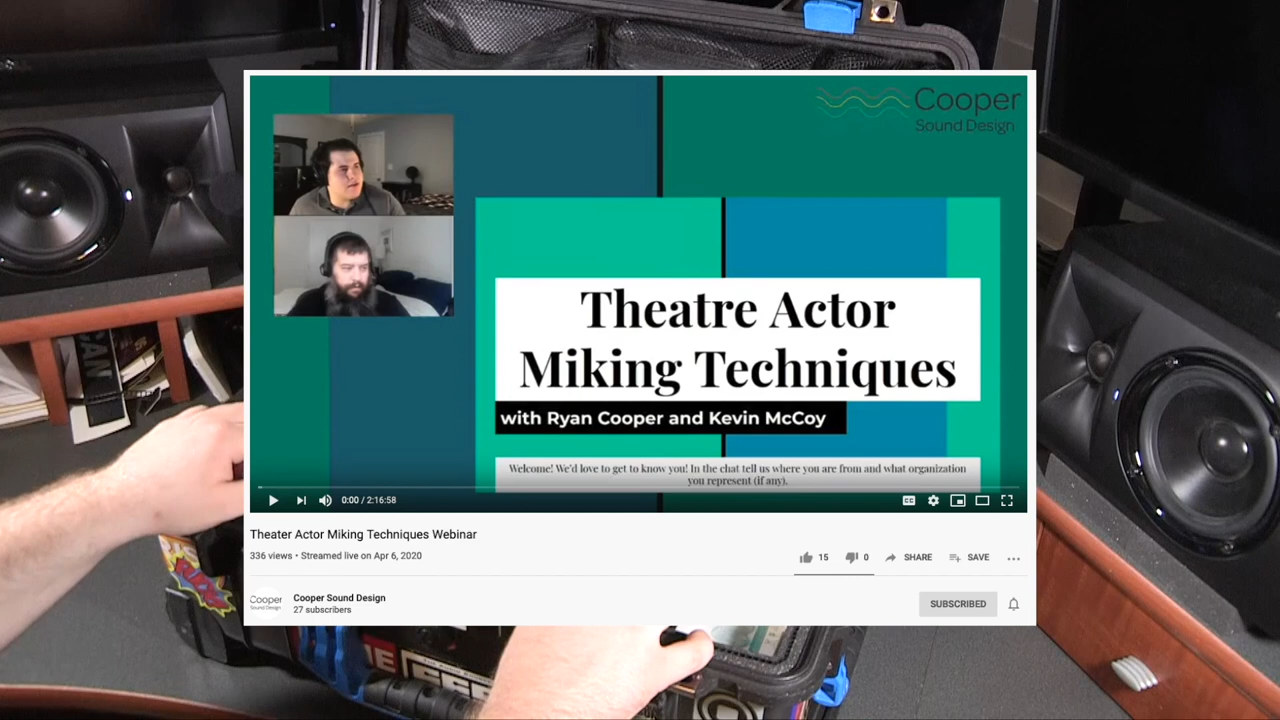 Cooper
Sound Design
Theatre Actor
Miking Techniques
with Ryan Cooper and Kevin McCoy
Welcome! We'd love to get to know you! In the chat tell us where you are from and what organization
you represent (if any).
0:00 / 2:16:58
CC
Theater Actor Miking Techniques Webinar
336 views • Streamed live on Apr 6, 2020
15
0
SHARE
SAVE
Cooper
Sound Design
Cooper Sound Design
27 subscribers
SUBSCRIBED